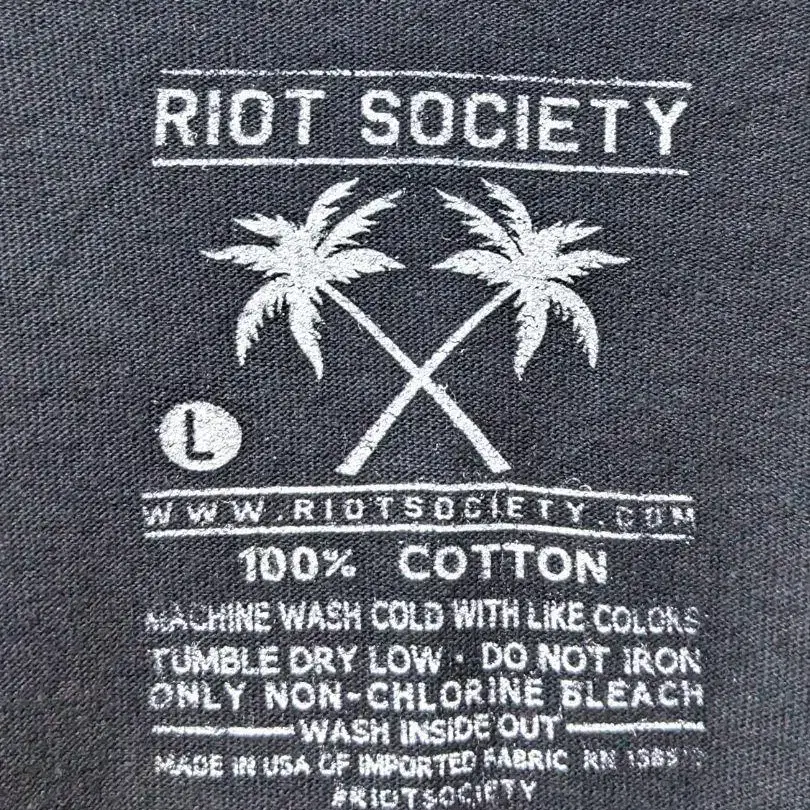 RIOT SOCIETY
L
WWW.RIOTSOCIETY.COM
100% COTTON
MACHINE WASH COLD WITH LIKE COLORS
TUMBLE DRY LOW · DO NOT IRON
ONLY NON-CHLORINE BLEACH
WASH INSIDE OUT
MADE IN USA OF IMPORTED FABRIC RN
#RIOTSOCIETY